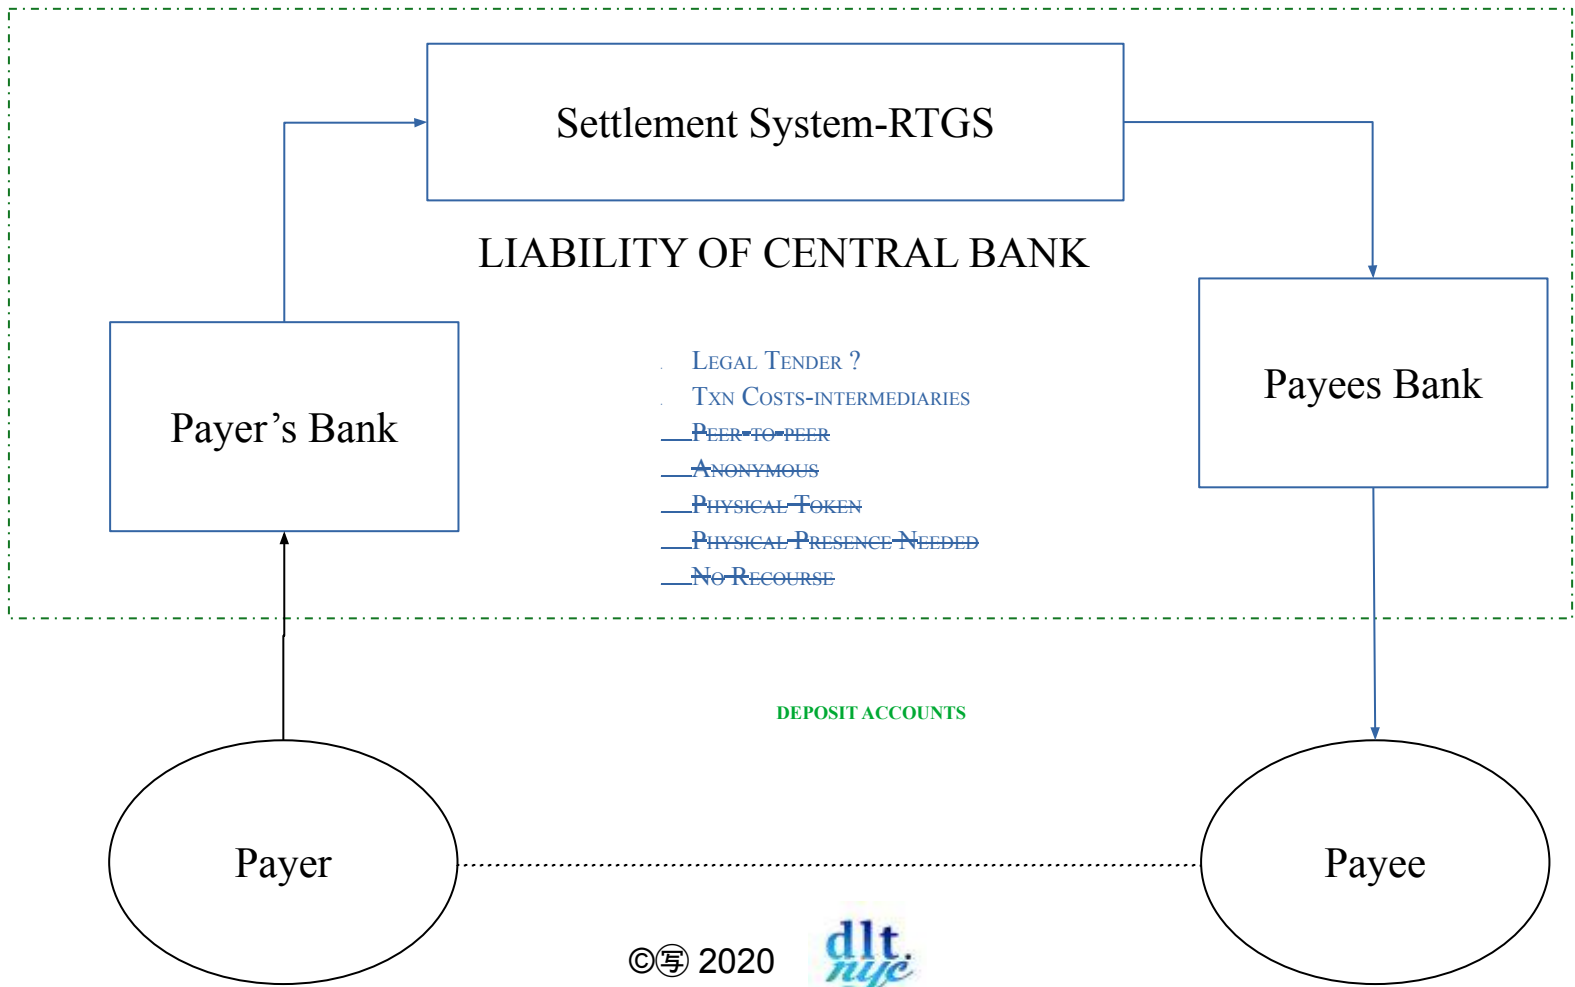 Settlement System-RTGS
LIABILITY OF CENTRAL BANK
Payer’s Bank
Payees Bank
LEGAL TENDER ?
TXN COSTS-INTERMEDIARIES
PEER-TO-PEER
ANONYMOUS
PHYSICAL TOKEN
PHYSICAL PRESENCE NEEDED
NO RECOURSE
DEPOSIT ACCOUNTS
Payer
Payee
©㊢ 2020
dlt.
nyc